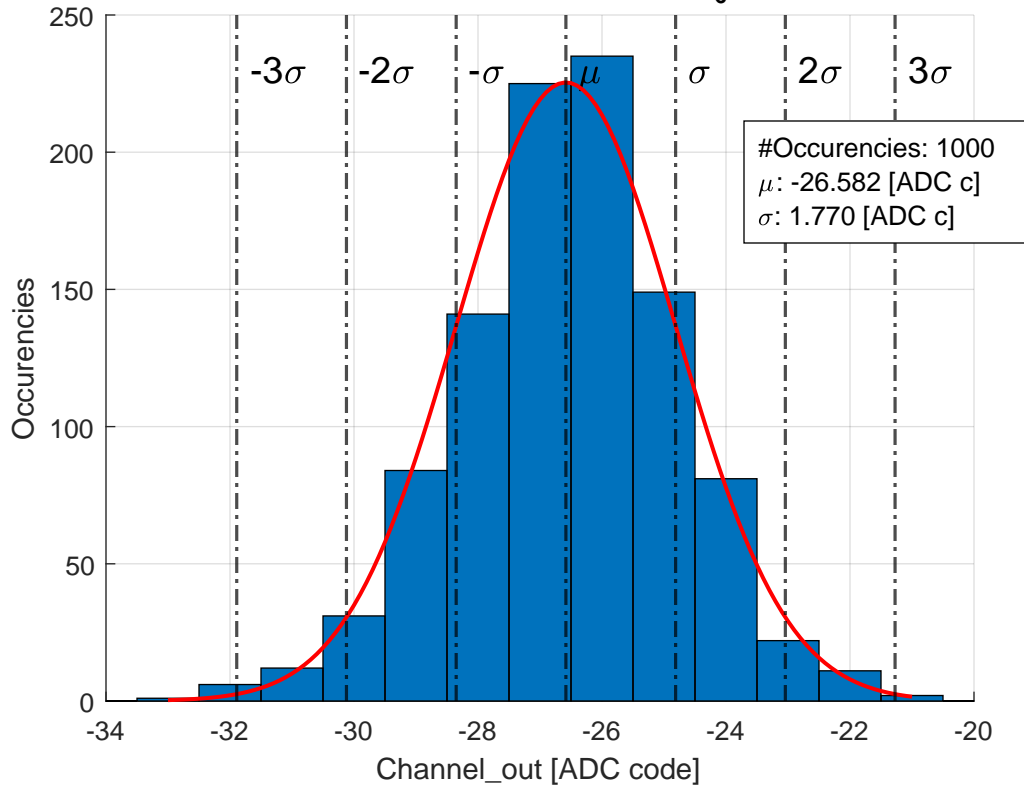 250
200
150
100
50
0
-3σ
-2σ
-σ
μ
σ
2σ
3σ
#Occurencies: 1000
μ: -26.582 [ADC c]
σ: 1.770 [ADC c]
Occurencies
-34
-32
-30
-28
-26
-24
-22
-20
Channel_out [ADC code]